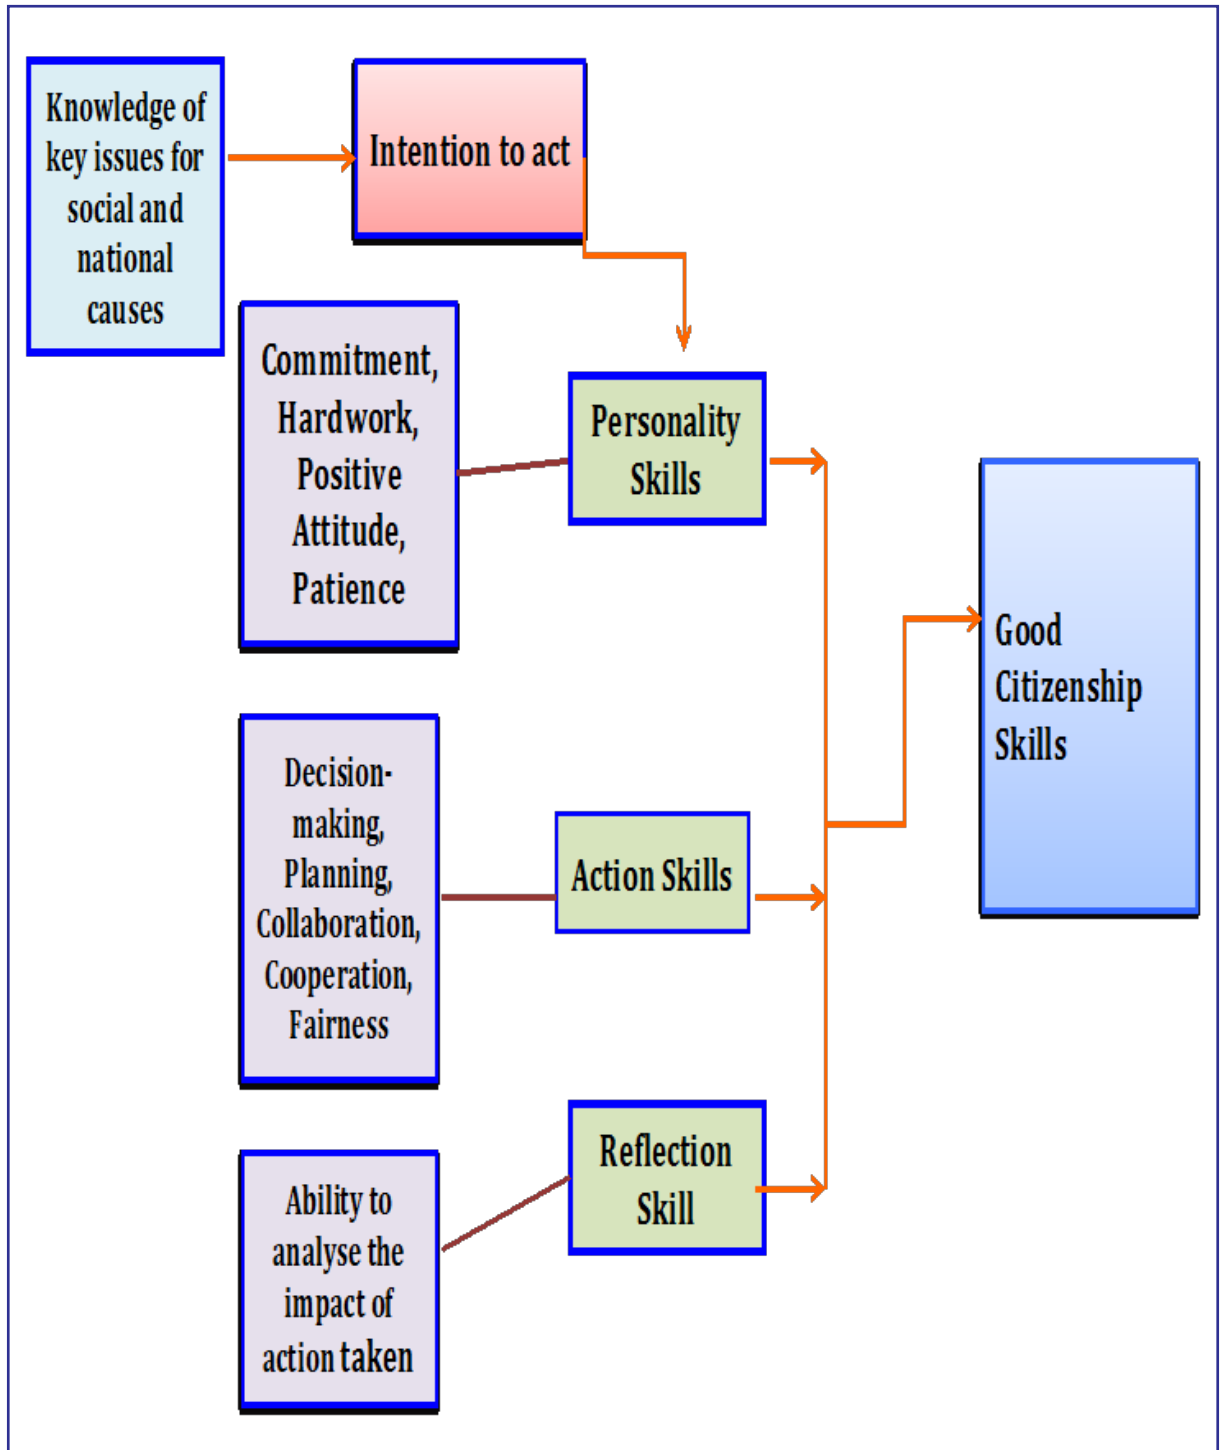 Knowledge of
key issues for
social and
national
causes
Intention to act
Commitment,
Hardwork,
Positive
Attitude,
Patience
Personality
Skills
Decision-
making,
Planning,
Collaboration,
Cooperation,
Fairness
Action Skills
Ability to
analyse the
impact of
action taken
Reflection
Skill
Good
Citizenship
Skills